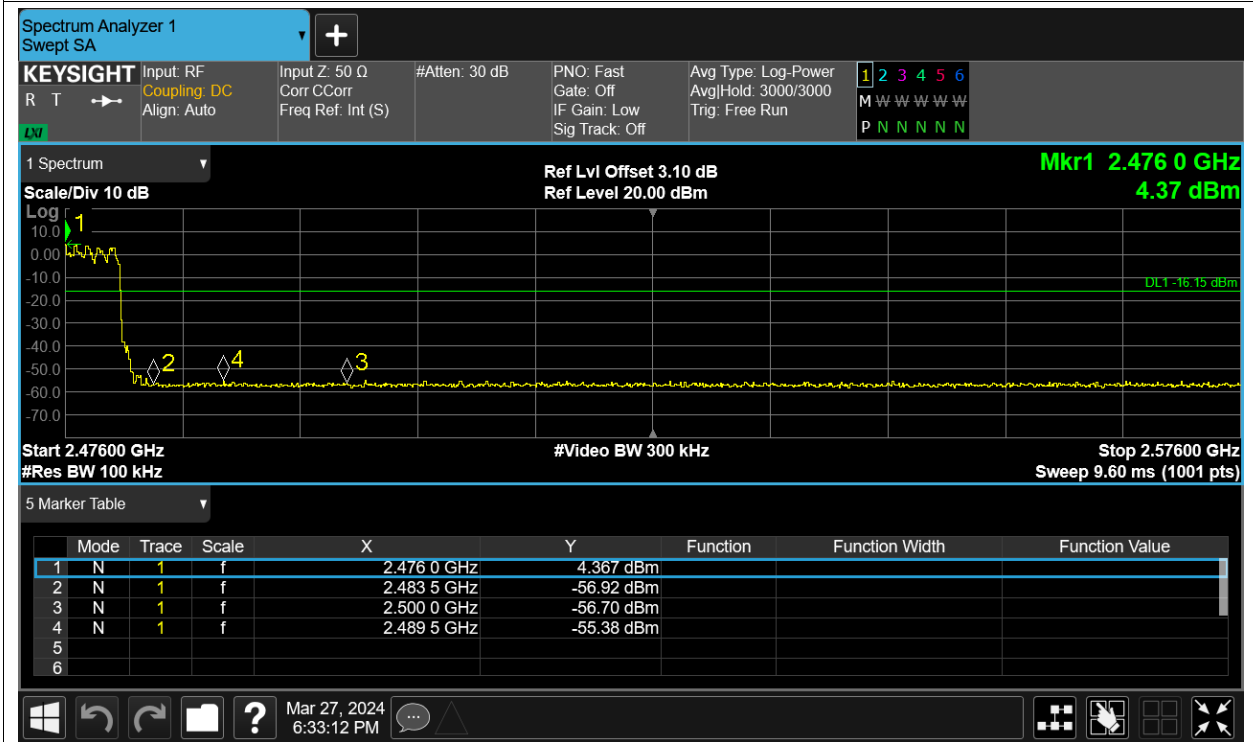 Spectrum Analyzer 1
Swept SA
KEYSIGHT
R T
LXI
Input: RF
Coupling: DC
Align: Auto
Input Z: 50 Ω
Corr CCorr
Freq Ref: Int (S)
#Atten: 30 dB
PNO: Fast
Gate: Off
IF Gain: Low
Sig Track: Off
Avg Type: Log-Power
Avg|Hold: 3000/3000
Trig: Free Run
1 2 3 4 5 6
M W W W W W
P N N N N N
1 Spectrum
Scale/Div 10 dB
Ref Lvl Offset 3.10 dB
Ref Level 20.00 dBm
Mkr1 2.476 0 GHz
4.37 dBm
Log
1
10.0
0.00
-10.0
DL1 -16.15 dBm
-20.0
-30.0
-40.0
2 4 3
-50.0
-60.0
-70.0
Start 2.47600 GHz #Video BW 300 kHz Stop 2.57600 GHz
#Res BW 100 kHz Sweep 9.60 ms (1001 pts)
5 Marker Table
Mode Trace Scale X Y Function Function Width Function Value
1 N 1 f 2.476 0 GHz 4.367 dBm
2 N 1 f 2.483 5 GHz -56.92 dBm
3 N 1 f 2.500 0 GHz -56.70 dBm
4 N 1 f 2.489 5 GHz -55.38 dBm
5
6
?
Mar 27, 2024
6:33:12 PM